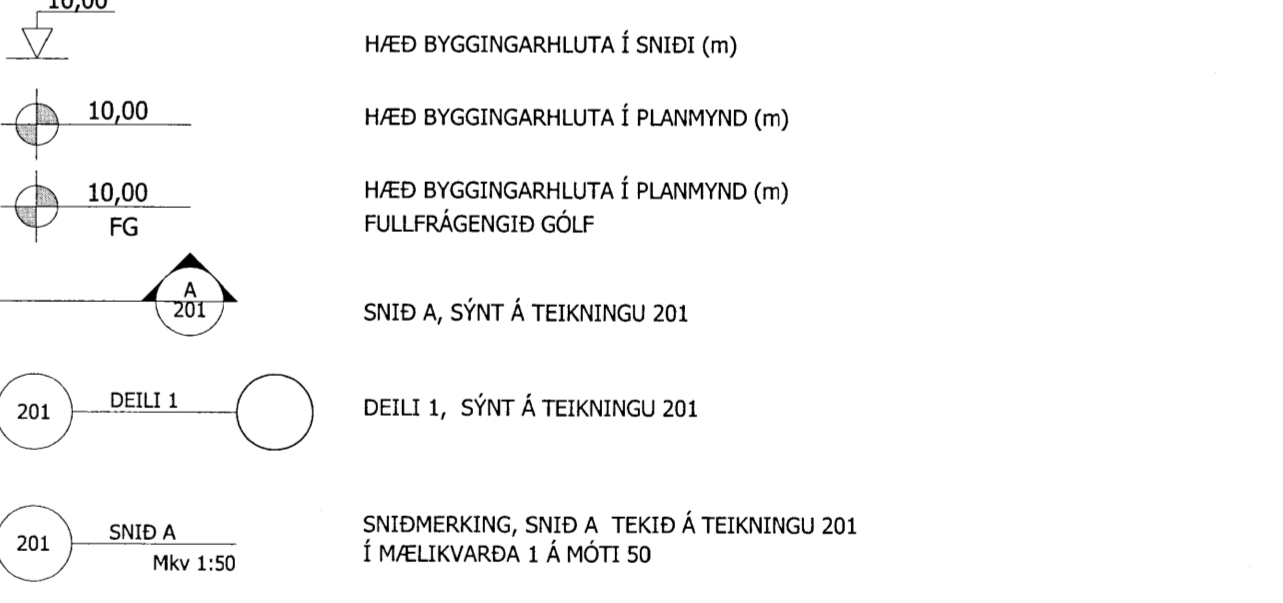 10,00
HÆÐ BYGGINGARHLUTA Í SNIÐI (m)
10,00
HÆÐ BYGGINGARHLUTA Í PLANMYND (m)
10,00
FG
HÆÐ BYGGINGARHLUTA Í PLANMYND (m)
FULLFRÁGENGIÐ GÓLF
A
201
SNIÐ A, SÝNT Á TEIKNINGU 201
201
DEILI 1
DEILI 1, SÝNT Á TEIKNINGU 201
201
SNIÐ A
Mkv 1:50
SNIÐMERKING, SNIÐ A TEKIÐ Á TEIKNINGU 201
Í MÆLIKVARÐA 1 Á MÓTI 50